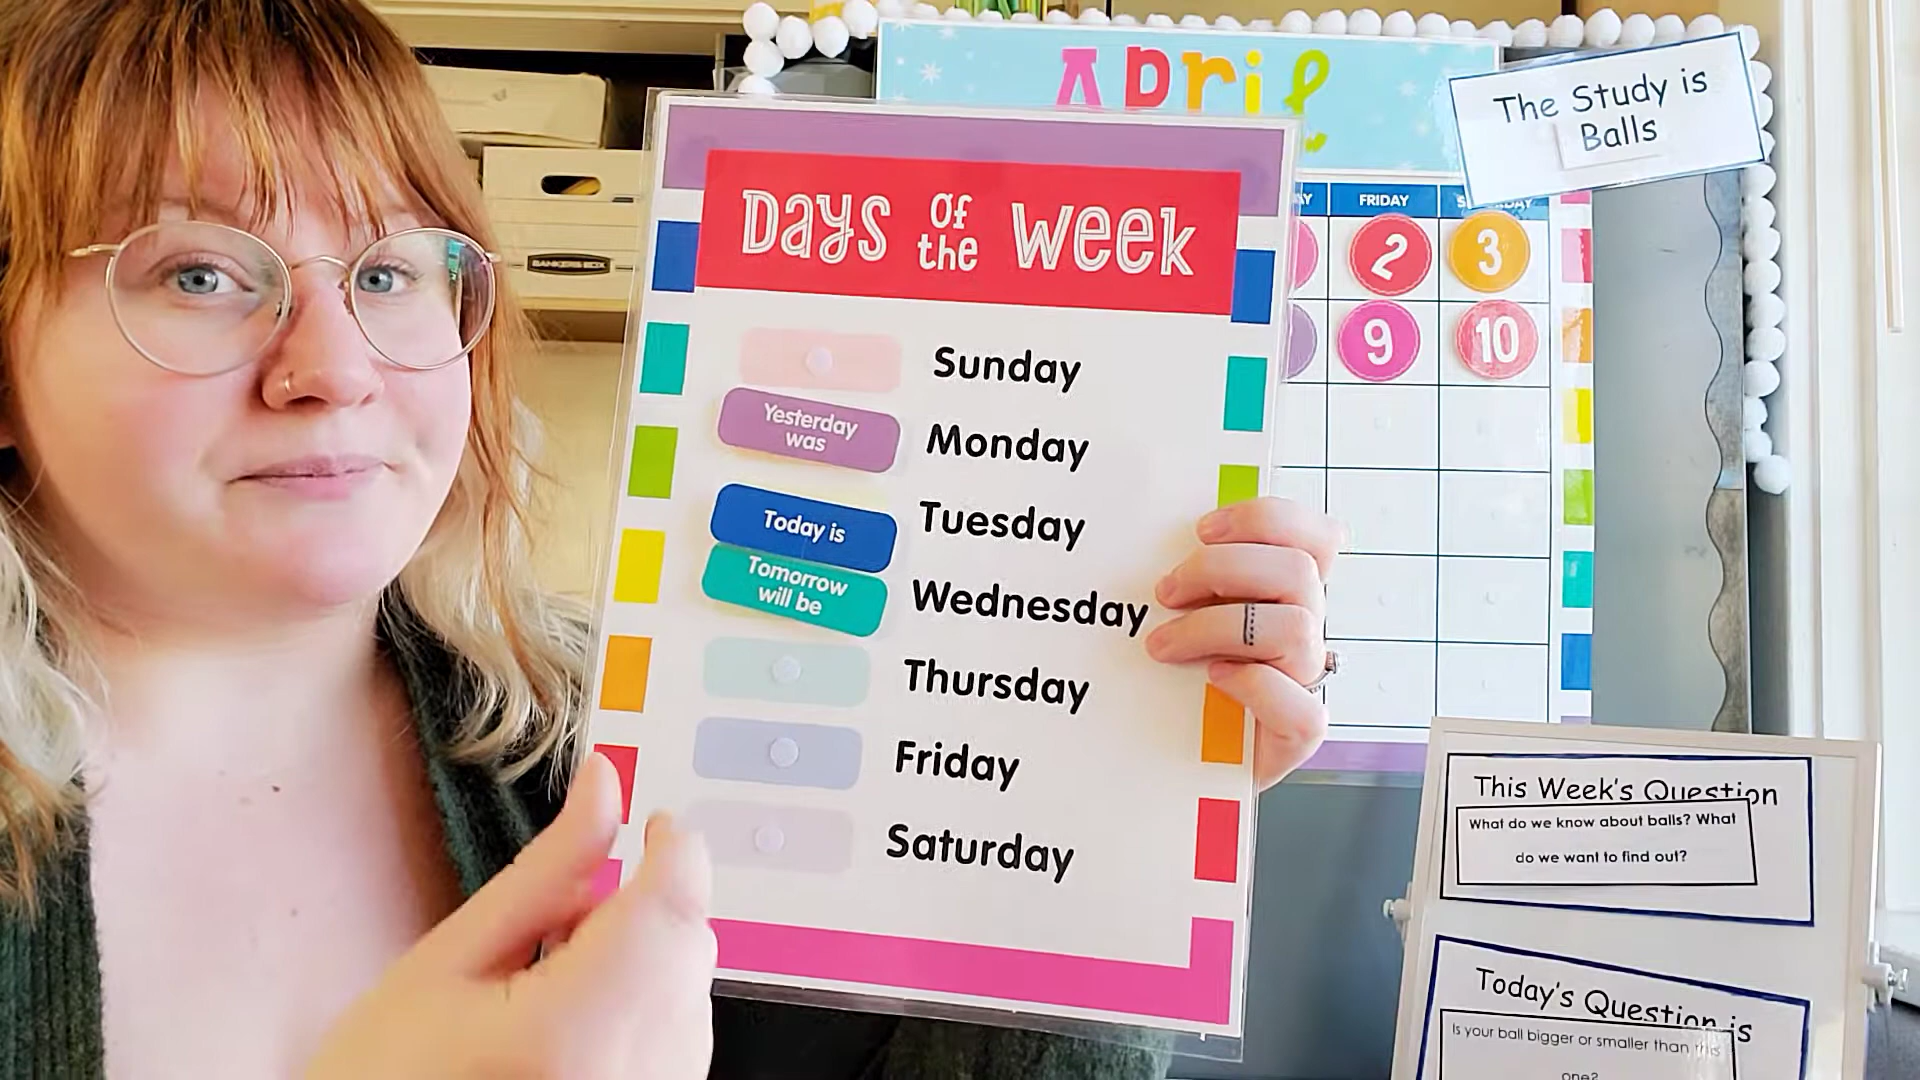 April
The Study is
Balls
Days of the Week
FRIDAY
2
3
9
10
Sunday
Yesterday
was
Monday
Today is
Tuesday
Tomorrow
will be
Wednesday
Thursday
Friday
Saturday
BANKERS BOX
This Week's Question
What do we know about balls? What
do we want to find out?
Today's Question is
Is your ball bigger or smaller than this
one?